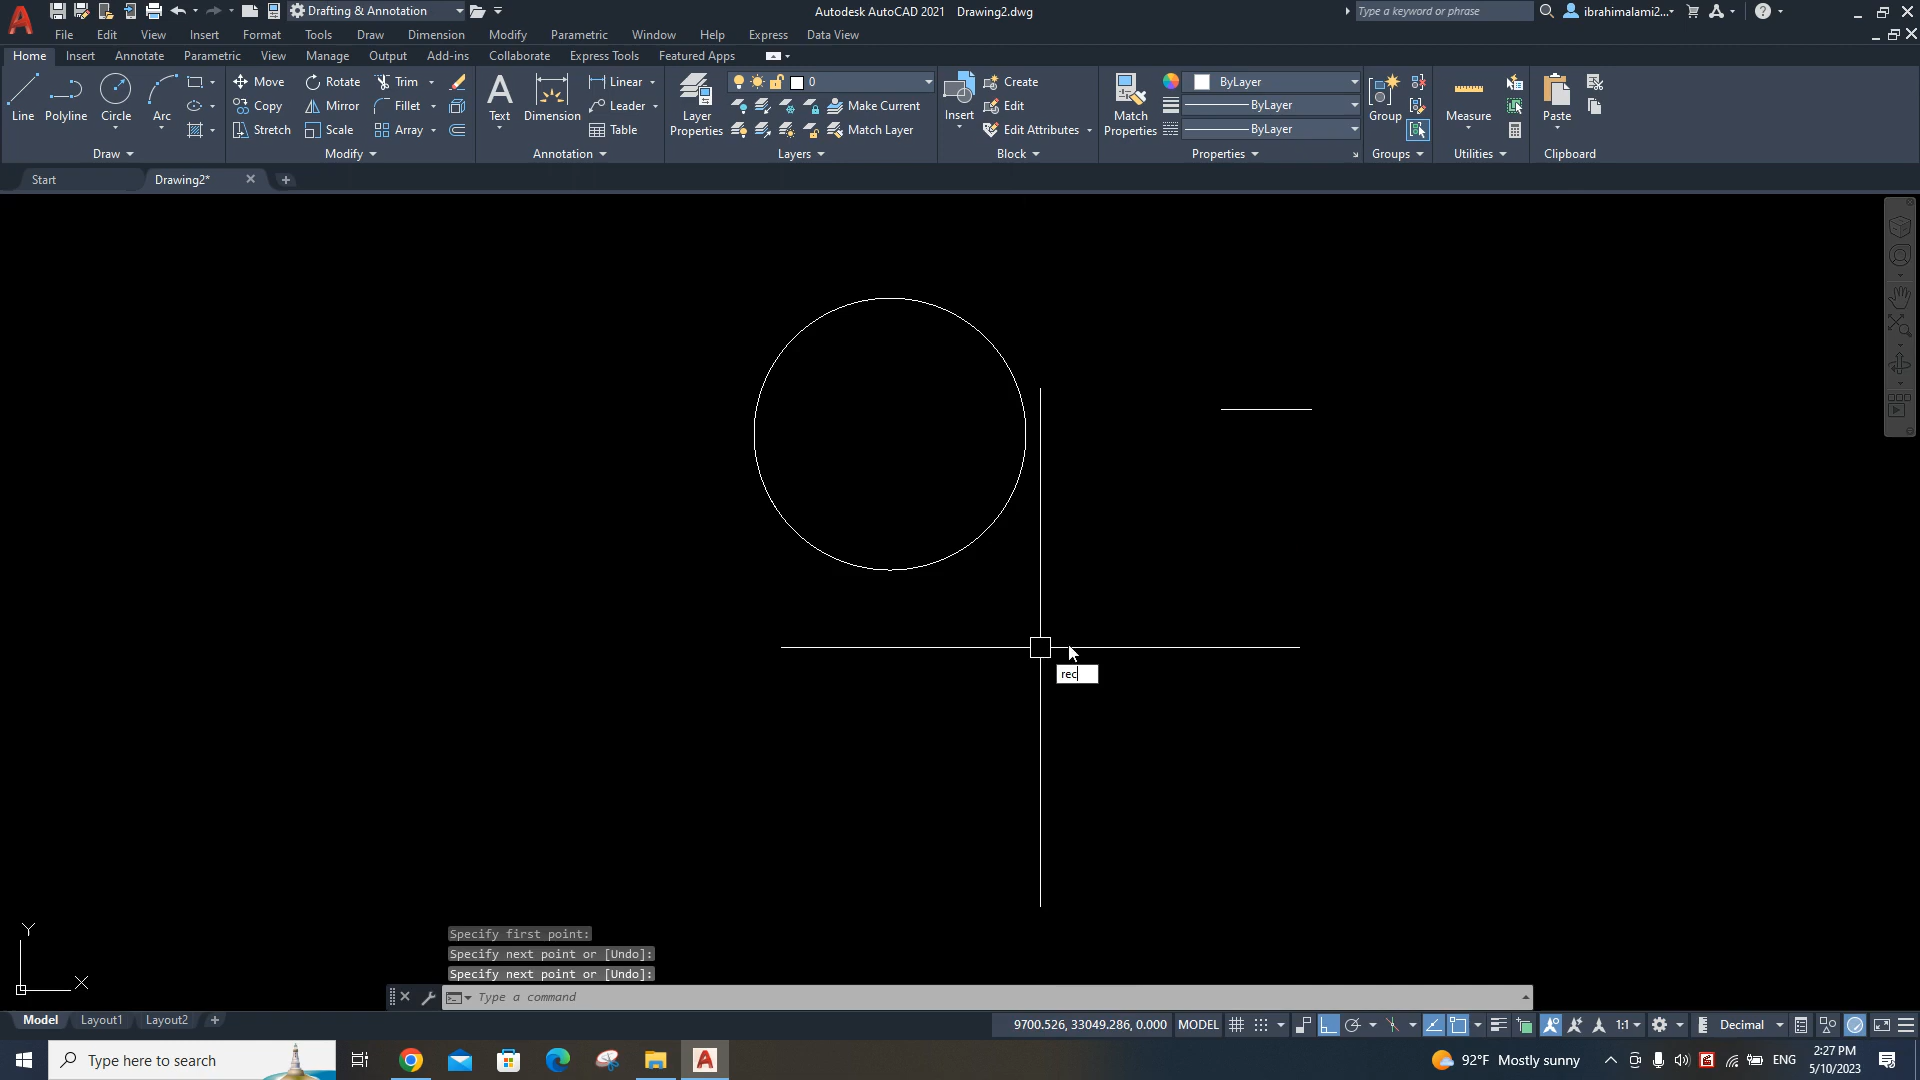 Drafting & Annotation
Autodesk AutoCAD 2021 Drawing2.dwg
Type a keyword or phrase
ibrahimalami2...
File Edit View Insert Format Tools Draw Dimension Modify Parametric Window Help Express Data View
Home Insert Annotate Parametric View Manage Output Add-ins Collaborate Express Tools Featured Apps
Line Polyline Circle Arc
Draw
Move Rotate Trim
Copy Mirror Fillet
Stretch Scale Array
Modify
Text Dimension
Linear
Leader
Table
Annotation
Layer Properties
0
Make Current
Match Layer
Layers
Insert
Create
Edit
Edit Attributes
Block
Match Properties
ByLayer
ByLayer
ByLayer
Properties
Group
Groups
Measure
Utilities
Paste
Clipboard
Start Drawing2*
rec
Y
X
Specify first point:
Specify next point or [Undo]:
Specify next point or [Undo]:
Type a command
Model Layout1 Layout2
9700.526, 33049.286, 0.000 MODEL 1:1 Decimal
Type here to search
92°F Mostly sunny
ENG
2:27 PM
5/10/2023